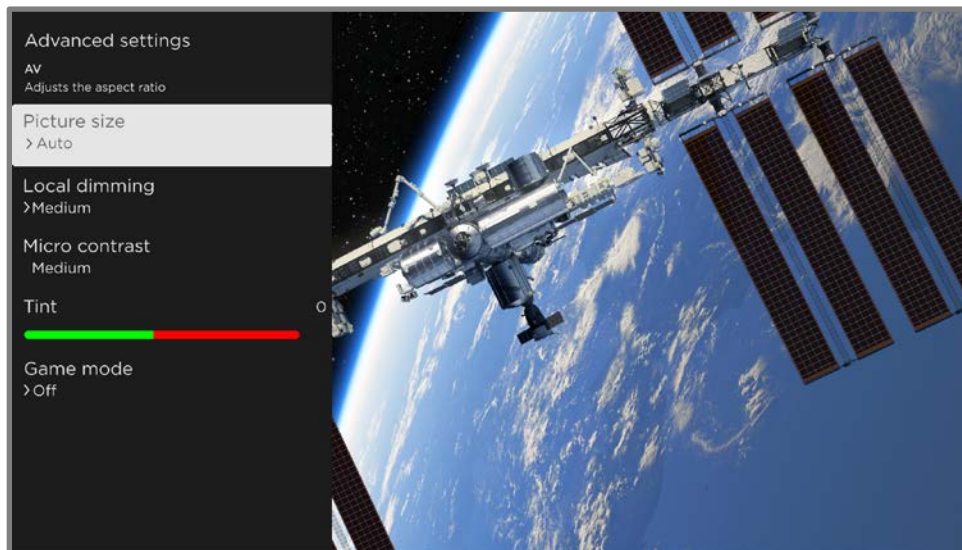 Advanced settings
AV
Adjusts the aspect ratio
Picture size
> Auto
Local dimming
>Medium
Micro contrast
Medium
Tint 0
Game mode
>Off